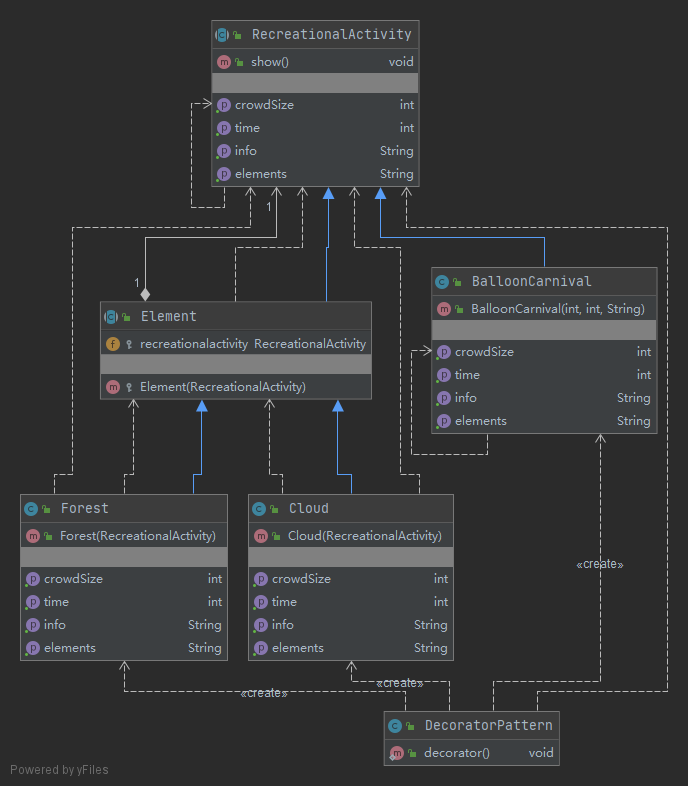 RecreationalActivity
show() void
crowdSize int
time int
info String
elements String
1
1
BalloonCarnival
BalloonCarnival(int, int, String)
crowdSize int
time int
info String
elements String
Element
recreationalactivity RecreationalActivity
Element(RecreationalActivity)
Forest
Forest(RecreationalActivity)
crowdSize int
time int
info String
elements String
Cloud
Cloud(RecreationalActivity)
crowdSize int
time int
info String
elements String
«create»
«create»
«create»
DecoratorPattern
decorator() void
Powered by yFiles